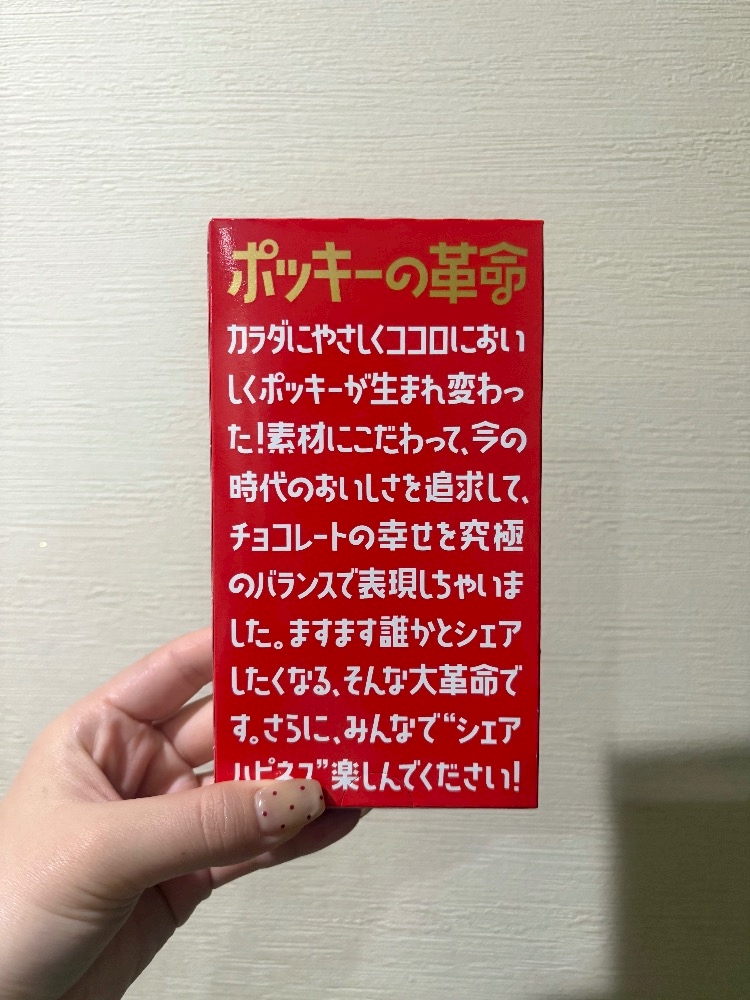 ポッキーの革命
カラダにやさしくココロにおい
しくポッキーが生まれ変わっ
た!素材にこだわって、今の
時代のおいしさを追求して、
チョコレートの幸せを究極
のバランスで表現しちゃいま
した。ますます誰かとシェア
したくなる、そんな大革命で
す。さらに、みんなで“シェア
ハピネス”楽しんでください!